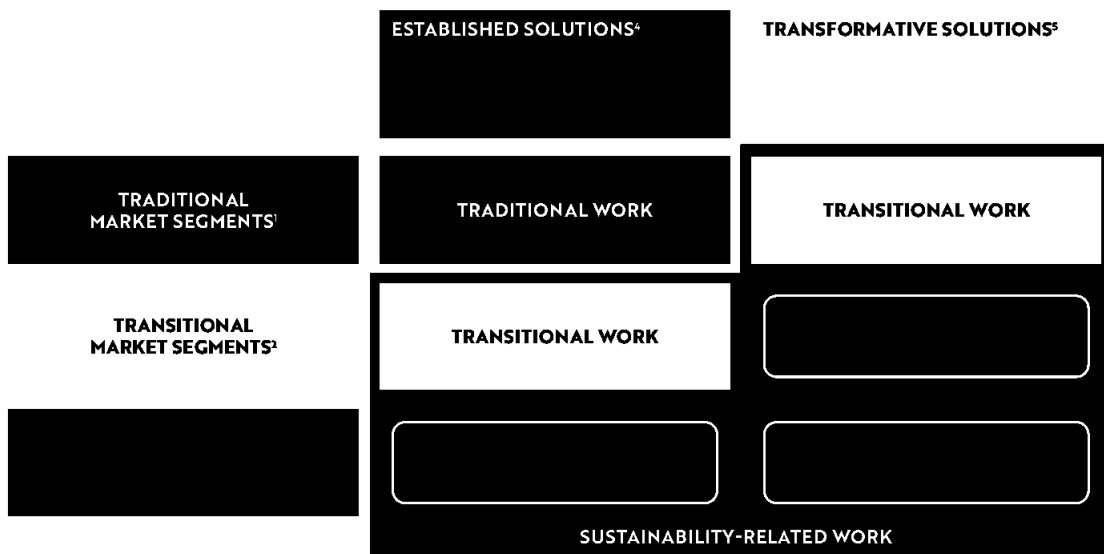 ESTABLISHED SOLUTIONS⁴
TRANSFORMATIVE SOLUTIONS⁵
TRADITIONAL
MARKET SEGMENTS¹
TRADITIONAL WORK
TRANSITIONAL WORK
TRANSITIONAL
MARKET SEGMENTS²
TRANSITIONAL WORK
SUSTAINABILITY-RELATED WORK